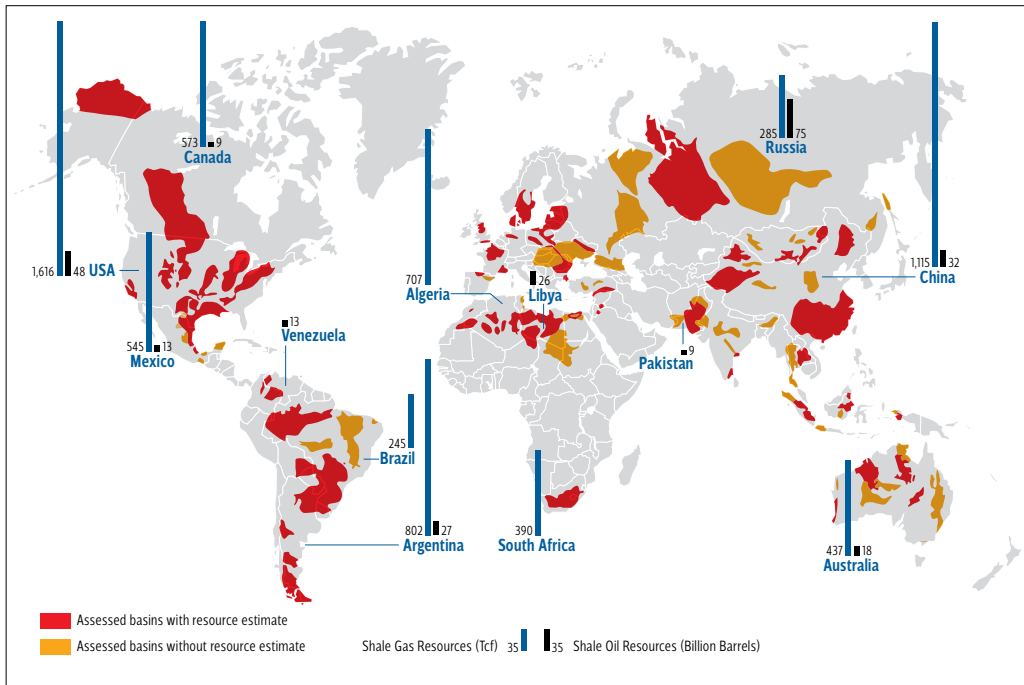 573 9
Canada
285 75
Russia
1,616 48 USA
1,115 32
China
707
Algeria
26
Libya
13
Venezuela
545 13
Mexico
9
Pakistan
245
Brazil
802 27
Argentina
390
South Africa
437 18
Australia
Assessed basins with resource estimate
Assessed basins without resource estimate
Shale Gas Resources (Tcf) 35 35 Shale Oil Resources (Billion Barrels)